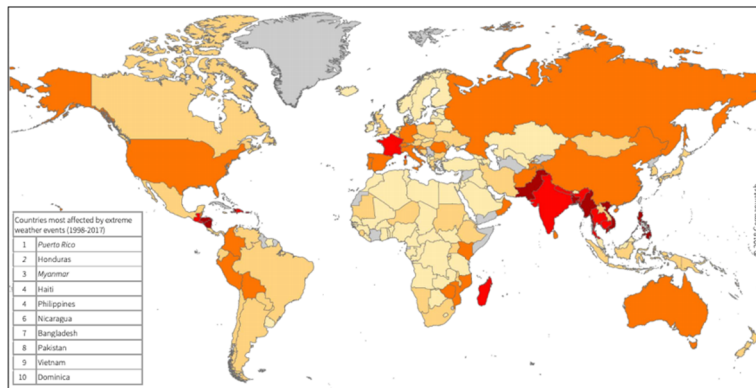 Countries most affected by extreme
weather events (1998-2017)
1 Puerto Rico
2 Honduras
3 Myanmar
4 Haiti
4 Philippines
6 Nicaragua
7 Bangladesh
8 Pakistan
9 Vietnam
10 Dominica